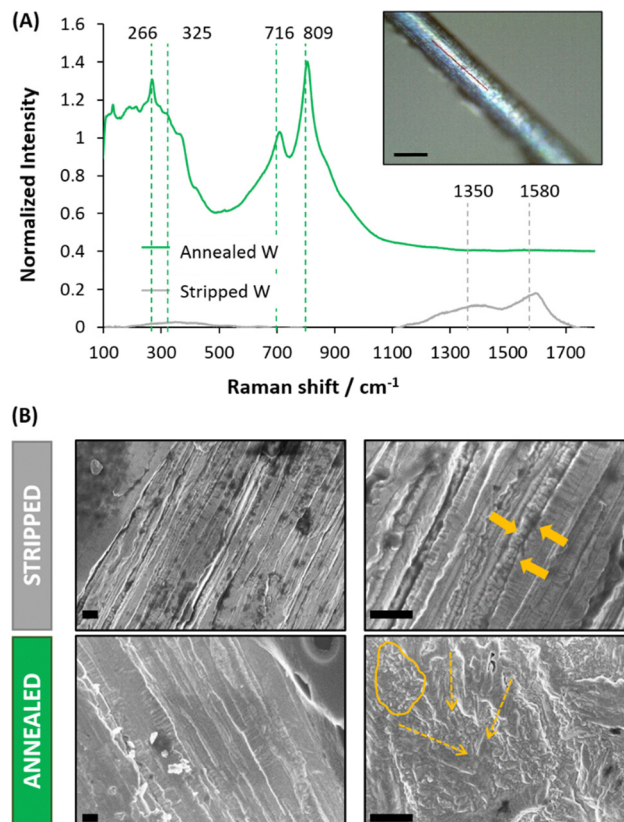 (A)
266 325 716 809
1.6
1.4
1.2
1
0.8
0.6
0.4
0.2
0
Normalized Intensity
1350 1580
Annealed W
Stripped W
100 300 500 700 900 1100 1300 1500 1700
Raman shift / cm⁻¹
(B)
STRIPPED
ANNEALED